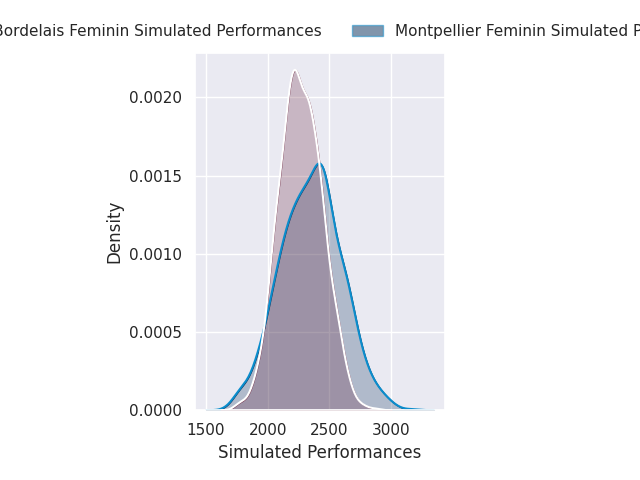 Bordelais Feminin Simulated Performances Montpellier Feminin Simulated P
0.0020
0.0015
0.0010
0.0005
0.0000
Density
1500 2000 2500 3000
Simulated Performances